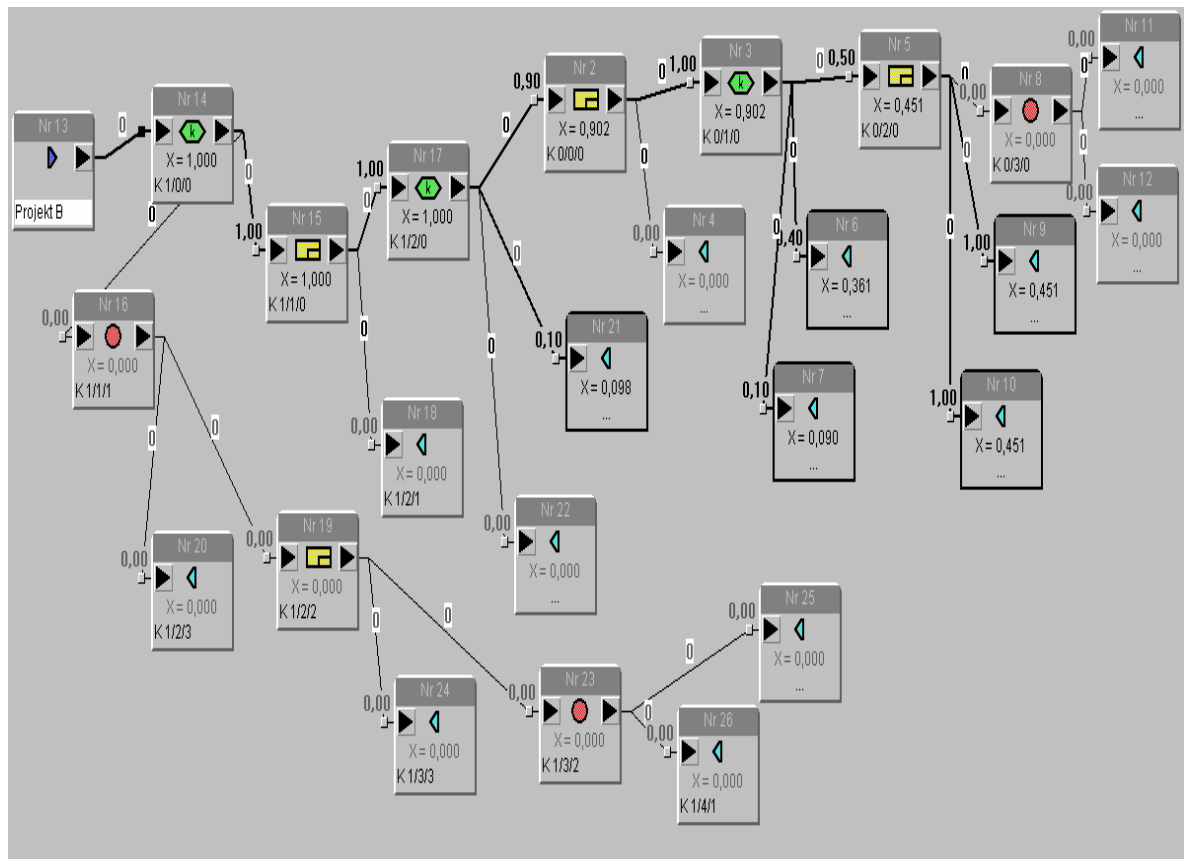 Nr 13
Projekt B
0
Nr 14
k
X = 1,000
K 1/0/0
0
0
1,00
Nr 15
X = 1,000
K 1/1/0
0,00
Nr 16
X = 0,000
K 1/1/1
0
1,00
Nr 17
k
X = 1,000
K 1/2/0
0
0,00
Nr 18
X = 0,000
K 1/2/1
0
0,90
Nr 2
X = 0,902
K 0/0/0
0
0,10
Nr 21
X = 0,098
...
0
0,00
Nr 22
X = 0,000
...
0
1,00
Nr 3
k
X = 0,902
K 0/1/0
0
0,00
Nr 4
X = 0,000
...
0
0,50
Nr 5
X = 0,451
K 0/2/0
0
0,40
Nr 6
X = 0,361
...
0
0,10
Nr 7
X = 0,090
...
0
0,00
Nr 8
X = 0,000
K 0/3/0
0
1,00
Nr 9
X = 0,451
...
0
1,00
Nr 10
X = 0,451
...
0
0,00
Nr 11
X = 0,000
...
0
0,00
Nr 12
X = 0,000
...
0
0,00
Nr 20
X = 0,000
K 1/2/3
0
0,00
Nr 19
X = 0,000
K 1/2/2
0
0,00
Nr 24
X = 0,000
K 1/3/3
0
0,00
Nr 23
X = 0,000
K 1/3/2
0
0,00
Nr 25
X = 0,000
...
0
0,00
Nr 26
X = 0,000
K 1/4/1